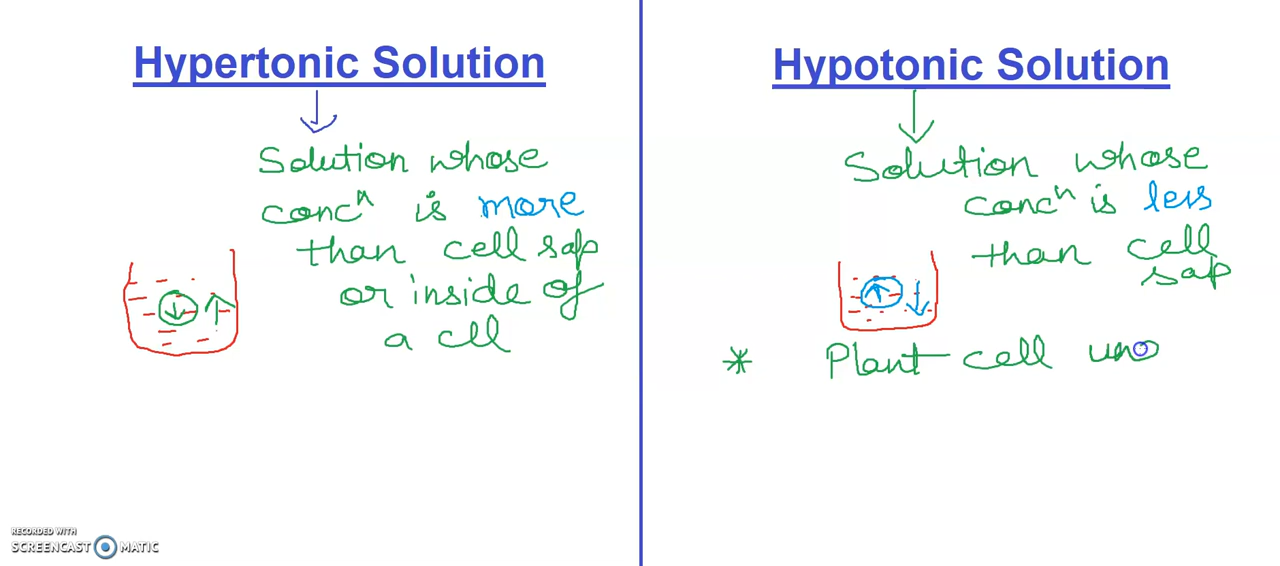 Hypertonic Solution
Solution whose
concⁿ is more
than cell sap
or inside of
a cell
Hypotonic Solution
Solution whose
concⁿ is less
than cell
sap
* Plant cell
RECORDED WITH
SCREENCAST MATIC